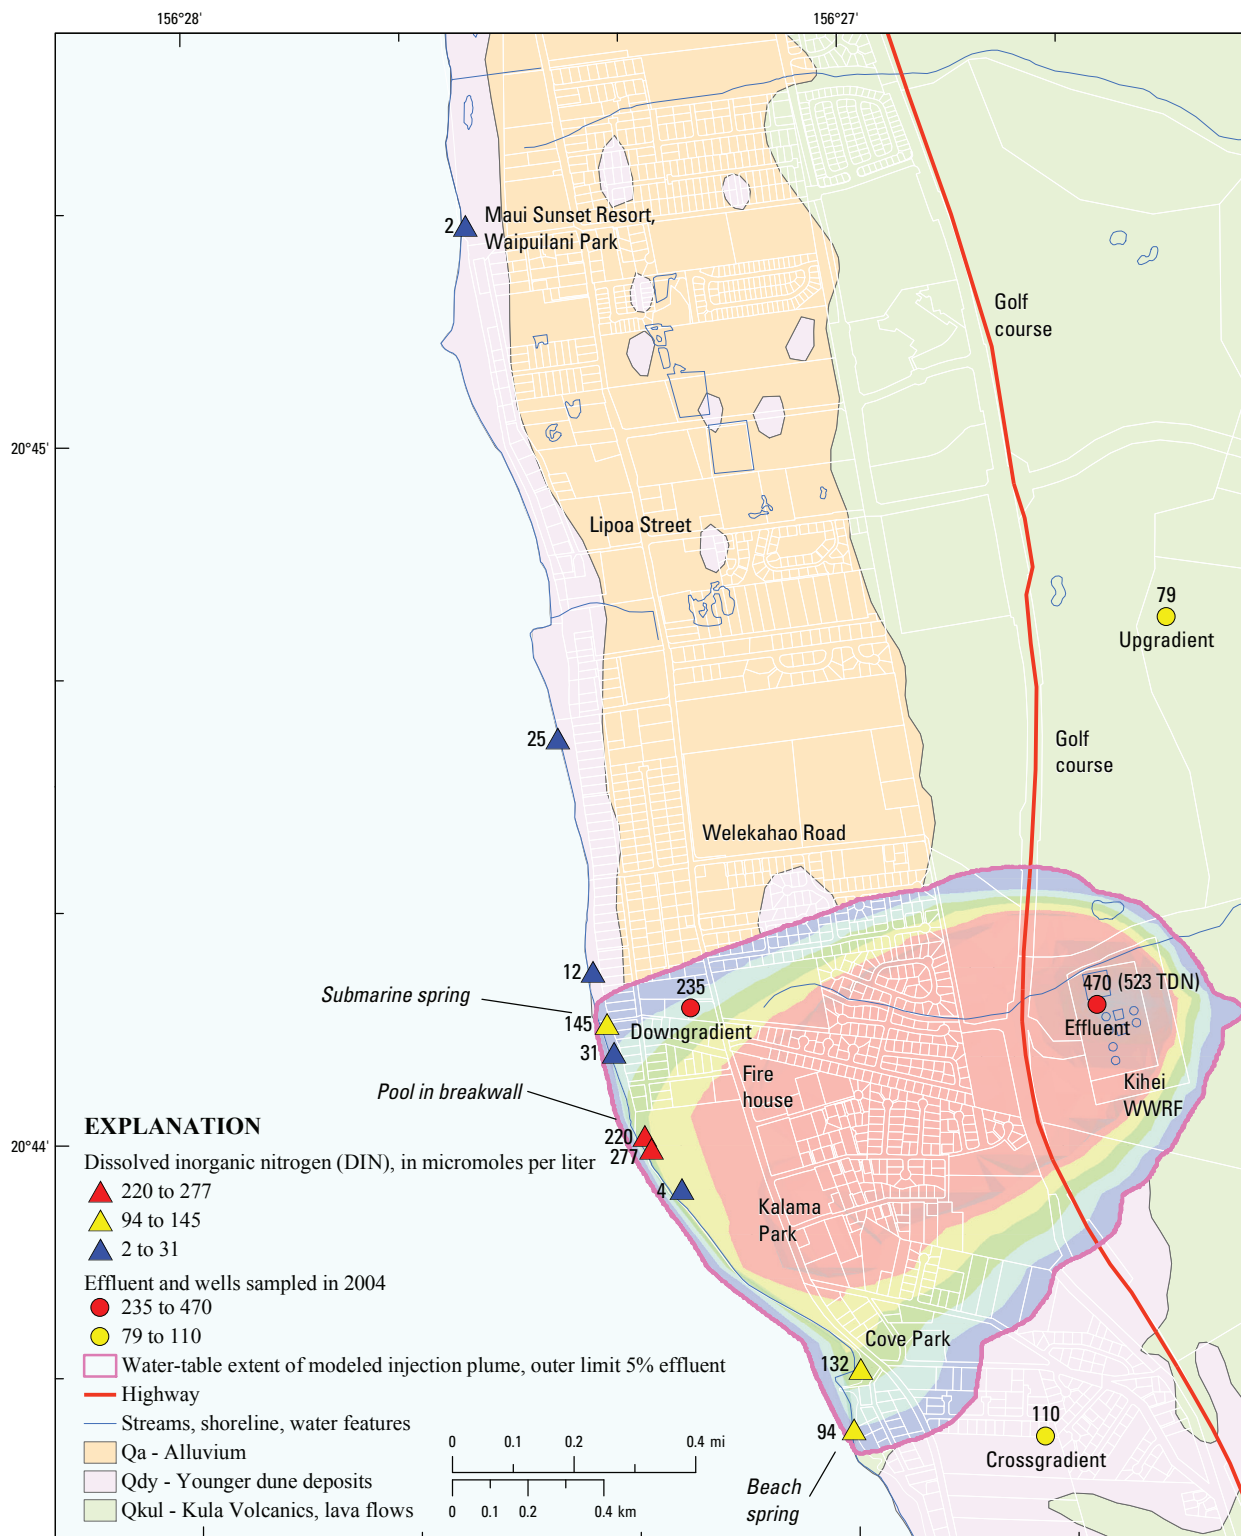 156°28'
156°27'
2
Maui Sunset Resort,
Waipuilani Park
Golf
course
20°45'
Lipoa Street
79
Upgradient
25
Golf
course
Welekahao Road
12
235
470 (523 TDN)
Submarine spring
145
Downgradient
Effluent
31
Fire
house
Kihei
WWRF
Pool in breakwall
20°44'
220
277
4
Kalama
Park
Cove Park
132
94
110
Crossgradient
Beach
spring
EXPLANATION
Dissolved inorganic nitrogen (DIN), in micromoles per liter
220 to 277
94 to 145
2 to 31
Effluent and wells sampled in 2004
235 to 470
79 to 110
Water-table extent of modeled injection plume, outer limit 5% effluent
Highway
Streams, shoreline, water features
Qa - Alluvium
Qdy - Younger dune deposits
Qkul - Kula Volcanics, lava flows
0 0.1 0.2 0.4 mi
0 0.1 0.2 0.4 km